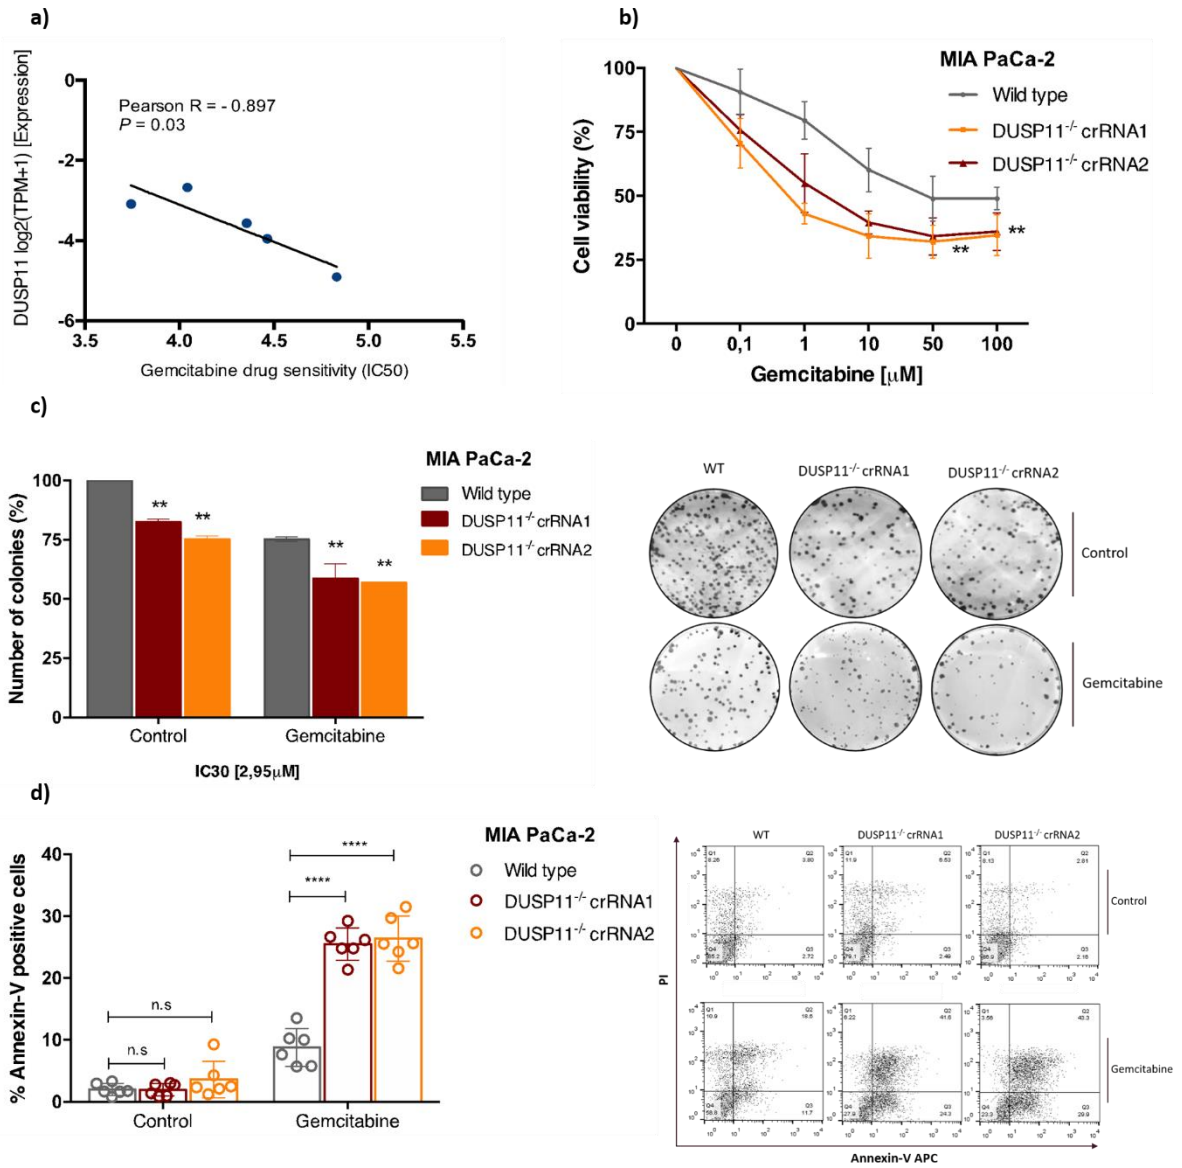 a)
DUSP11 log2(TPM+1) [Expression]
0
-2
-4
-6
Pearson R = - 0.897
P = 0.03
3.5 4.0 4.5 5.0 5.5
Gemcitabine drug sensitivity (IC50)
b)
MIA PaCa-2
Wild type
DUSP11-/- crRNA1
DUSP11-/- crRNA2
Cell viability (%)
100
75
50
25
0
**
**
0 0,1 1 10 50 100
Gemcitabine [µM]
c)
MIA PaCa-2
Wild type
DUSP11-/- crRNA1
DUSP11-/- crRNA2
Number of colonies (%)
100
75
50
25
0
** **
** **
Control Gemcitabine
IC30 [2,95µM]
WT DUSP11-/- crRNA1 DUSP11-/- crRNA2
Control
Gemcitabine
d)
MIA PaCa-2
Wild type
DUSP11-/- crRNA1
DUSP11-/- crRNA2
% Annexin-V positive cells
40
30
20
10
0
n.s
n.s
****
****
Control Gemcitabine
WT DUSP11-/- crRNA1 DUSP11-/- crRNA2
Control
Gemcitabine
PI
Annexin-V APC